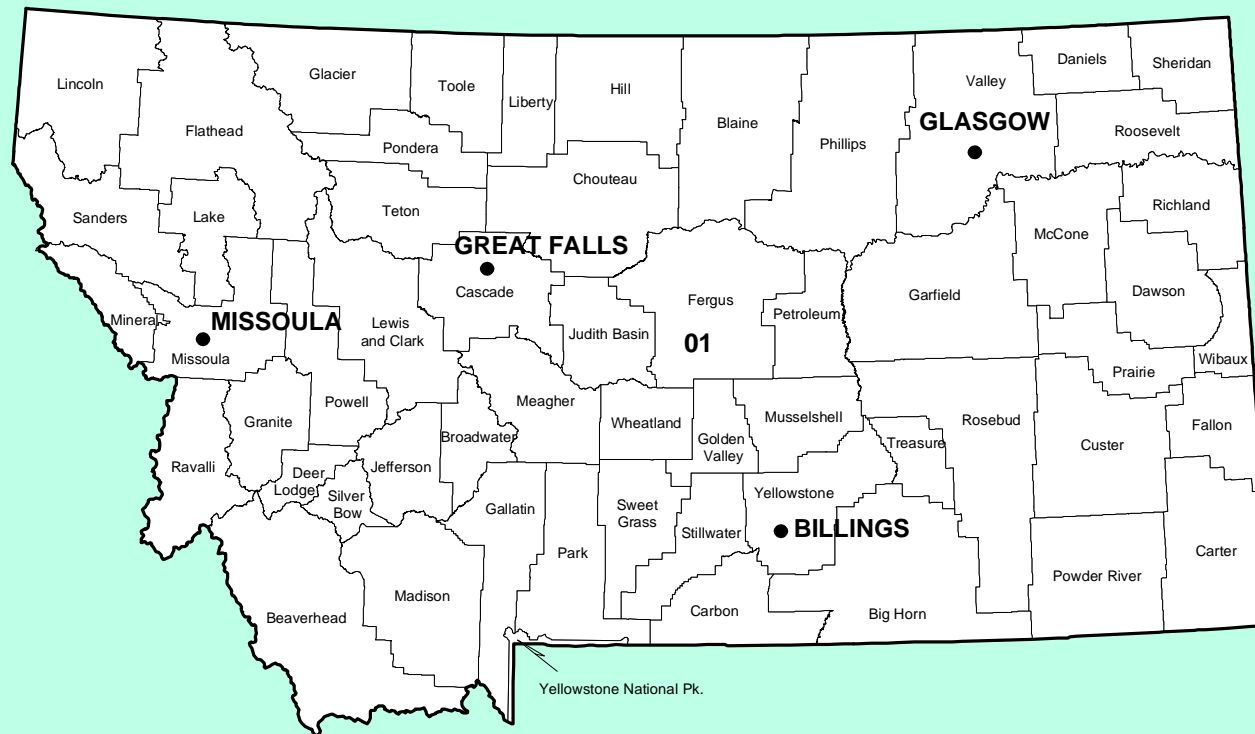 Lincoln
Flathead
Glacier
Toole
Liberty
Hill
Blaine
Phillips
Valley
Daniels
Sheridan
GLASGOW
Roosevelt
Pondera
Chouteau
Sanders
Lake
Teton
Richland
McCone
GREAT FALLS
Cascade
Fergus
01
Petroleum
Garfield
Dawson
Mineral
MISSOULA
Missoula
Lewis
and Clark
Judith Basin
Wibaux
Prairie
Powell
Granite
Meagher
Wheatland
Golden
Valley
Musselshell
Treasure
Rosebud
Custer
Fallon
Broadwater
Ravalli
Deer
Lodge
Jefferson
Silver
Bow
Gallatin
Park
Sweet
Grass
Stillwater
Yellowstone
BILLINGS
Carter
Powder River
Madison
Beaverhead
Carbon
Big Horn
Yellowstone National Pk.